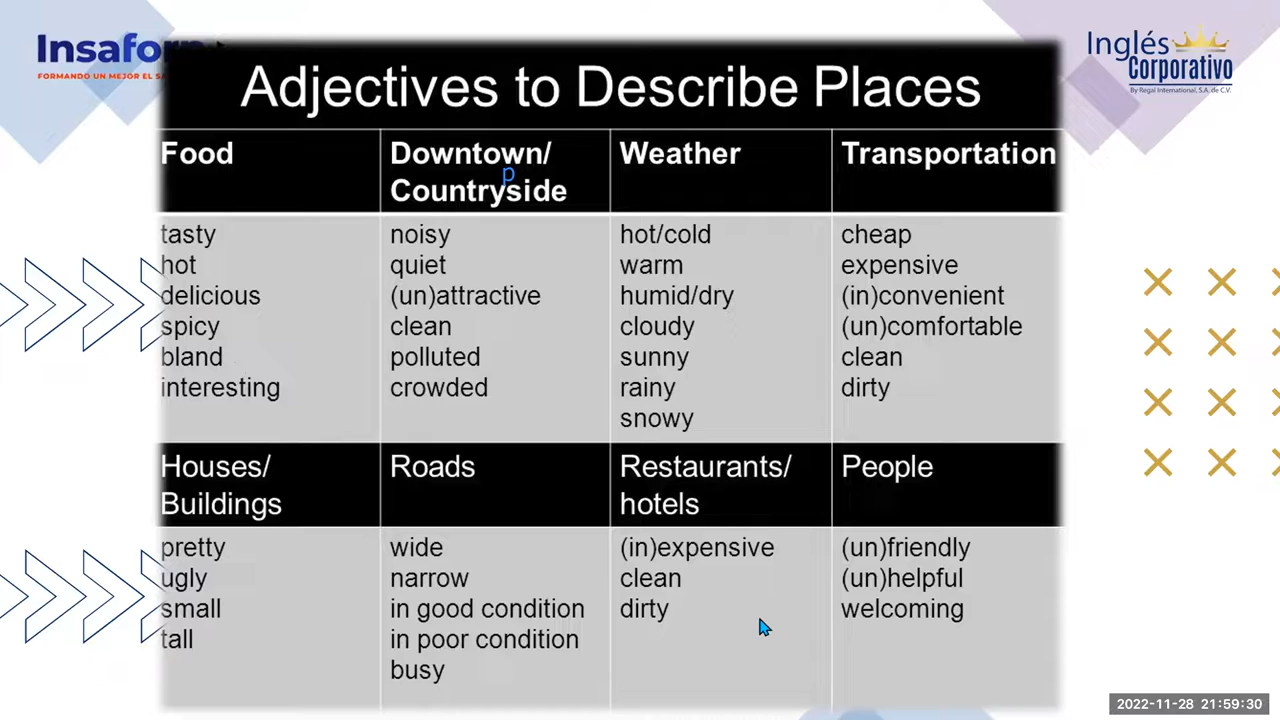 Insafor
FORMANDO UN MEJOR EL SA
Inglés
Corporativo
By Regal International, S.A. de C.V.
Adjectives to Describe Places
Food
Downtown/
Countryside
p
Weather
Transportation
tasty
hot
delicious
spicy
bland
interesting
noisy
quiet
(un)attractive
clean
polluted
crowded
hot/cold
warm
humid/dry
cloudy
sunny
rainy
snowy
cheap
expensive
(in)convenient
(un)comfortable
clean
dirty
Houses/
Buildings
Roads
Restaurants/
hotels
People
pretty
ugly
small
tall
wide
narrow
in good condition
in poor condition
busy
(in)expensive
clean
dirty
(un)friendly
(un)helpful
welcoming
2022-11-28 21:59:30